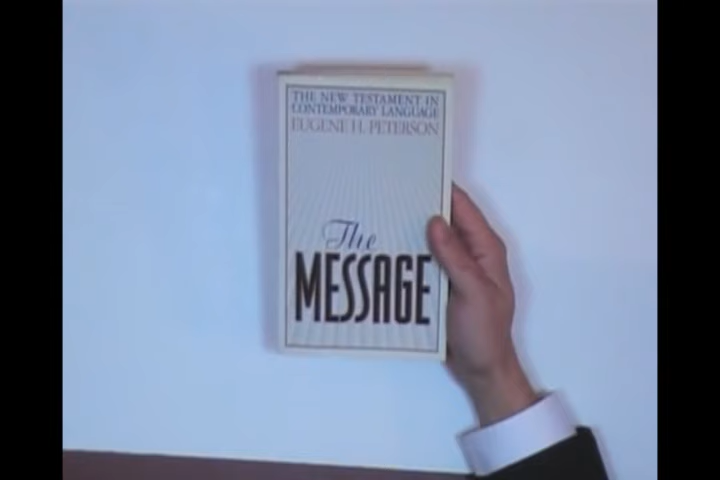 THE NEW TESTAMENT IN
CONTEMPORARY LANGUAGE
EUGENE H. PETERSON
The
MESSAGE